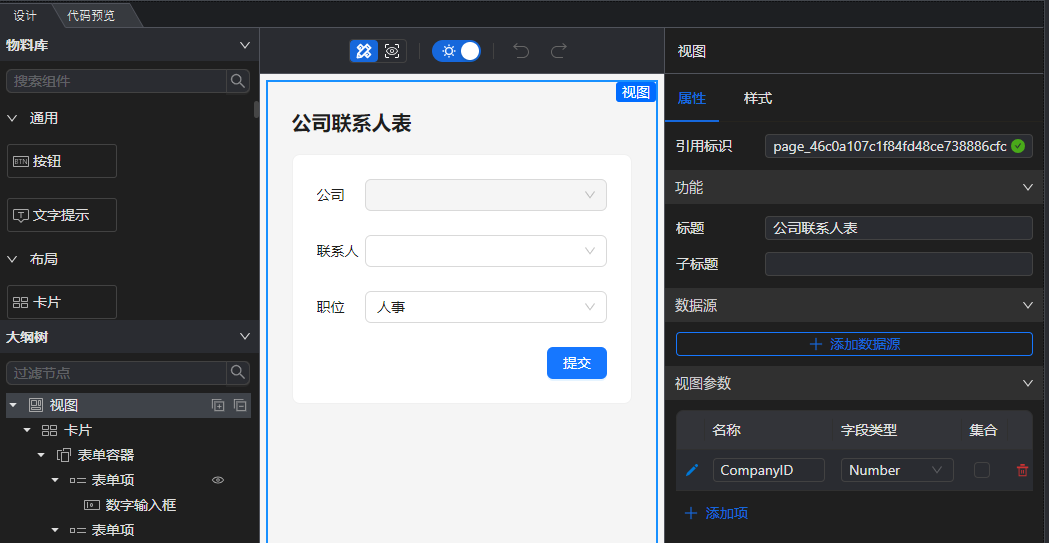 设计 代码预览
物料库
搜索组件
通用
BTN 按钮
T 文字提示
布局
卡片
大纲树
过滤节点
视图
卡片
表单容器
表单项
数字输入框
表单项
视图
公司联系人表
公司
联系人
职位 人事
提交
视图
属性 样式
引用标识 page_46c0a107c1f84fd48ce738886cfc
功能
标题 公司联系人表
子标题
数据源
添加数据源
视图参数
名称 字段类型 集合
CompanyID Number
添加项